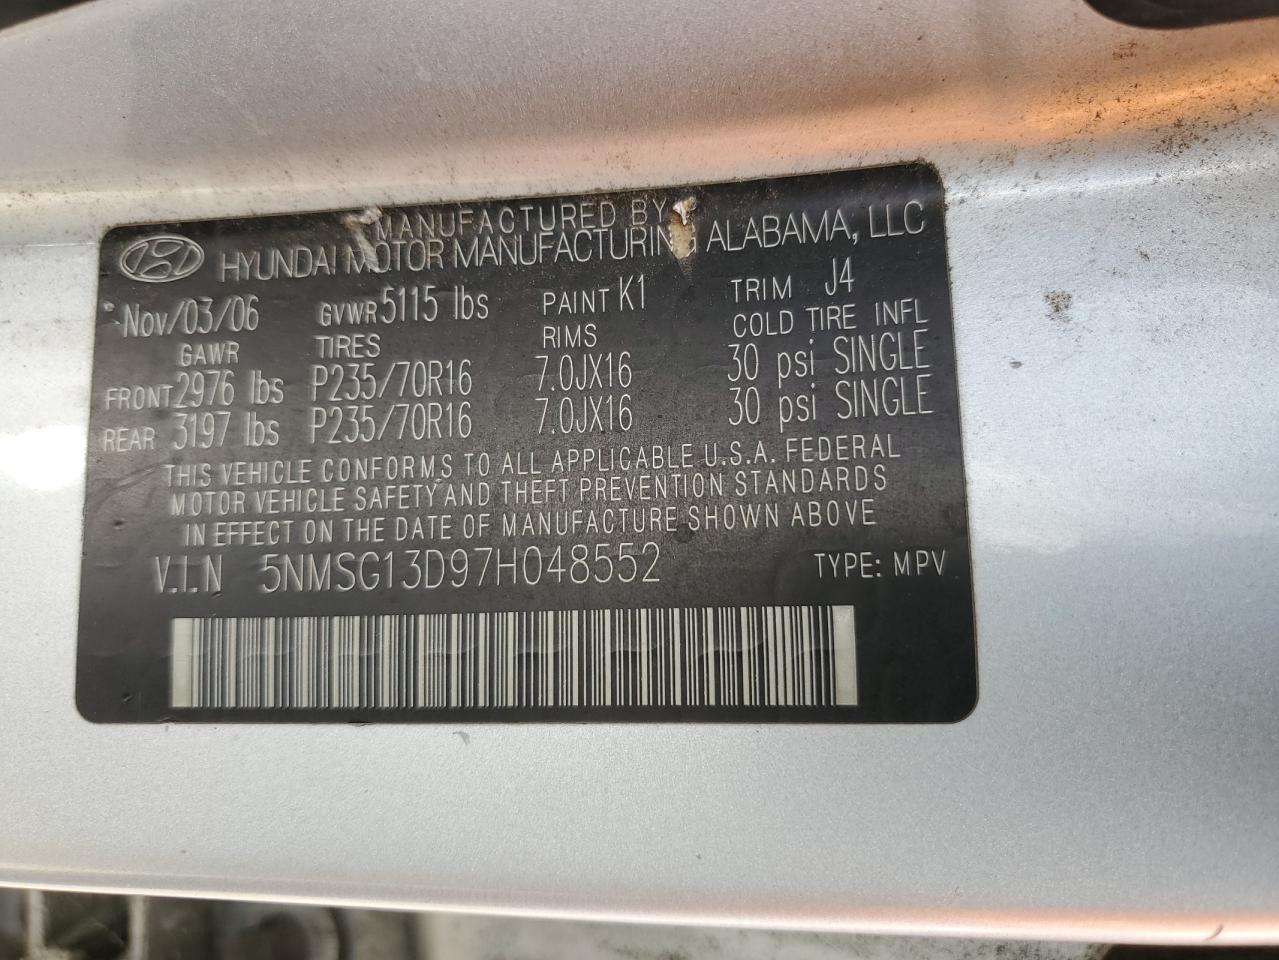 MANUFACTURED BY
HYUNDAI MOTOR MANUFACTURING ALABAMA, LLC
Nov/03/06 GVWR 5115 lbs PAINT K1 TRIM J4
GAWR TIRES RIMS COLD TIRE INFL
FRONT 2976 lbs P235/70R16 7.0JX16 30 psi SINGLE
REAR 3197 lbs P235/70R16 7.0JX16 30 psi SINGLE
THIS VEHICLE CONFORMS TO ALL APPLICABLE U.S.A. FEDERAL
MOTOR VEHICLE SAFETY AND THEFT PREVENTION STANDARDS
IN EFFECT ON THE DATE OF MANUFACTURE SHOWN ABOVE
V.I.N 5NMSG13D97H048552 TYPE: MPV